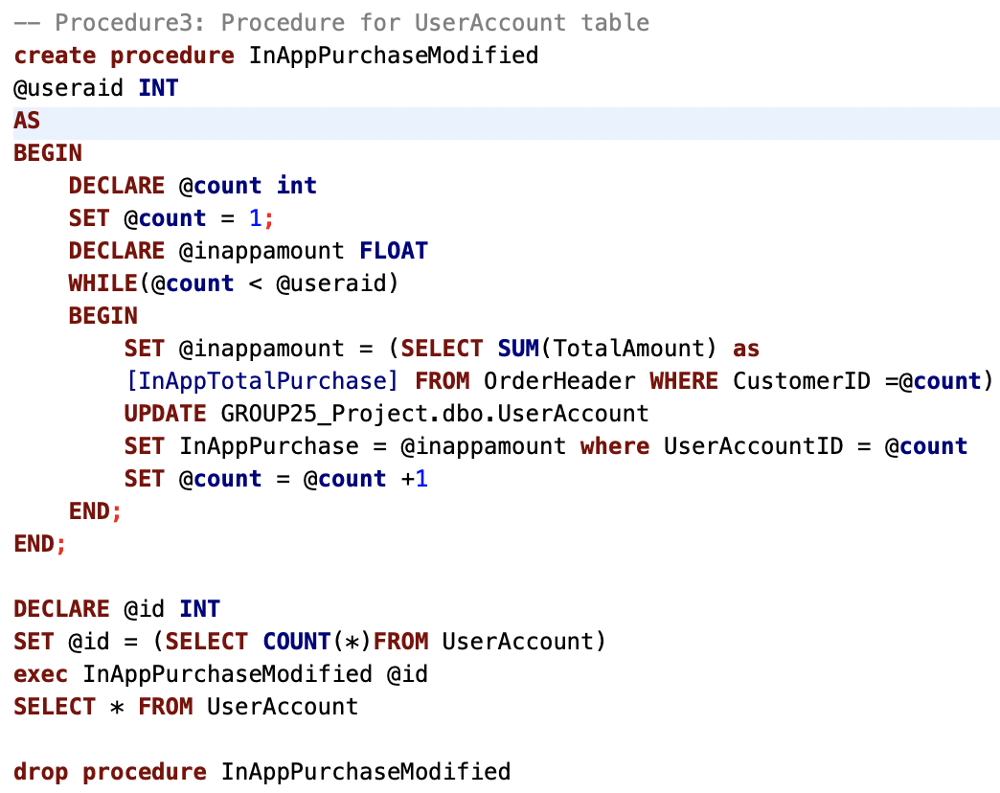 -- Procedure3: Procedure for UserAccount table
create procedure InAppPurchaseModified
@useraid INT
AS
BEGIN
    DECLARE @count int
    SET @count = 1;
    DECLARE @inappamount FLOAT
    WHILE(@count < @useraid)
    BEGIN
        SET @inappamount = (SELECT SUM(TotalAmount) as
        [InAppTotalPurchase] FROM OrderHeader WHERE CustomerID =@count)
        UPDATE GROUP25_Project.dbo.UserAccount
        SET InAppPurchase = @inappamount where UserAccountID = @count
        SET @count = @count +1
    END;
END;

DECLARE @id INT
SET @id = (SELECT COUNT(*)FROM UserAccount)
exec InAppPurchaseModified @id
SELECT * FROM UserAccount

drop procedure InAppPurchaseModified